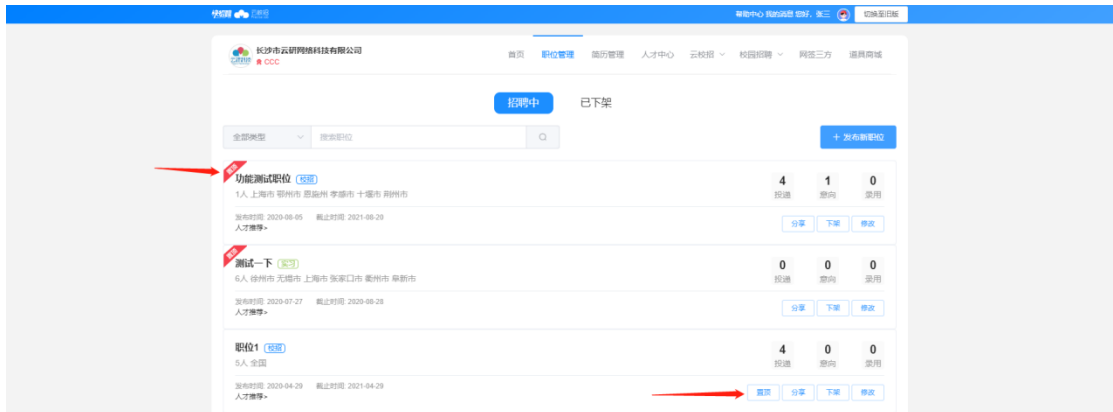 帮助中心 我的消息 您好，张三 切换至旧版
长沙市云研网络科技有限公司
CCC
首页 职位管理 简历管理 人才中心 云校招 校园招聘 网签三方 道具商城
招聘中 已下架
全部类型 搜索职位 + 发布新职位
置顶
功能测试职位 校招
1人 上海市 鄂州市 恩施州 孝感市 十堰市 荆州市
4 1 0
投递 意向 录用
发布时间: 2020-08-05 截止时间: 2021-08-20
人才推荐>
分享 下架 修改
置顶
测试一下 实习
6人 徐州市 无锡市 上海市 张家口市 衢州市 阜新市
0 0 0
投递 意向 录用
发布时间: 2020-07-27 截止时间: 2020-08-28
人才推荐>
分享 下架 修改
职位1 校招
5人 全国
4 0 0
投递 意向 录用
发布时间: 2020-04-29 截止时间: 2021-04-29
人才推荐>
置顶 分享 下架 修改